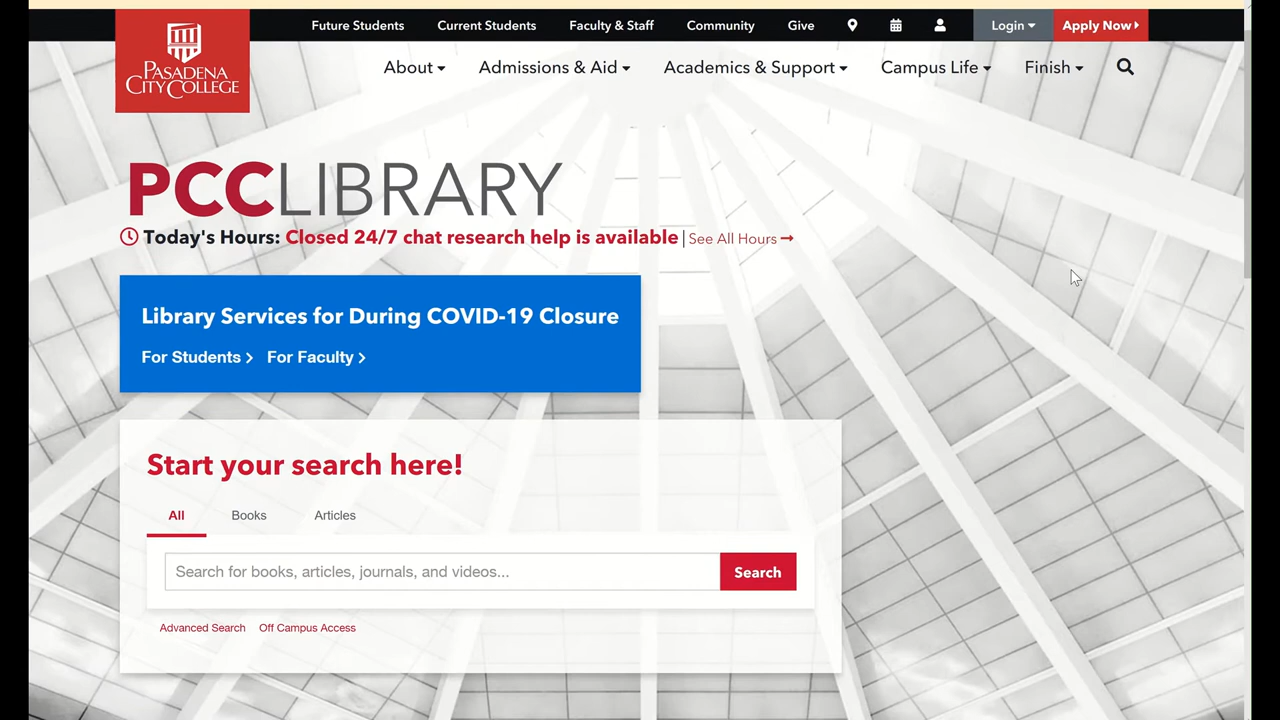 Future Students Current Students Faculty & Staff Community Give Login Apply Now
PASADENA
CITY COLLEGE
About Admissions & Aid Academics & Support Campus Life Finish
PCCLIBRARY
Today's Hours: Closed 24/7 chat research help is available | See All Hours
Library Services for During COVID-19 Closure
For Students For Faculty
Start your search here!
All Books Articles
Search for books, articles, journals, and videos... Search
Advanced Search Off Campus Access